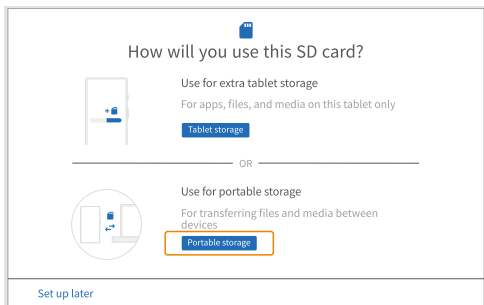 How will you use this SD card?
Use for extra tablet storage
For apps, files, and media on this tablet only
Tablet storage
OR
Use for portable storage
For transferring files and media between
devices
Portable storage
Set up later